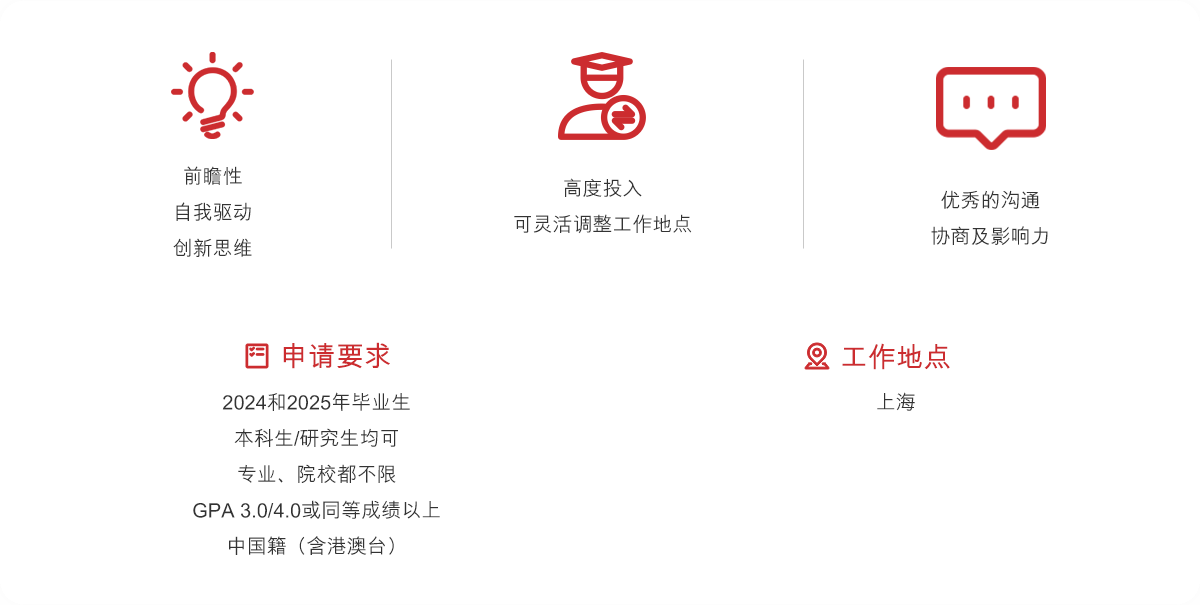 前瞻性
自我驱动
创新思维
高度投入
可灵活调整工作地点
优秀的沟通
协商及影响力
申请要求
2024和2025年毕业生
本科生/研究生均可
专业、院校都不限
GPA 3.0/4.0或同等成绩以上
中国籍（含港澳台）
工作地点
上海